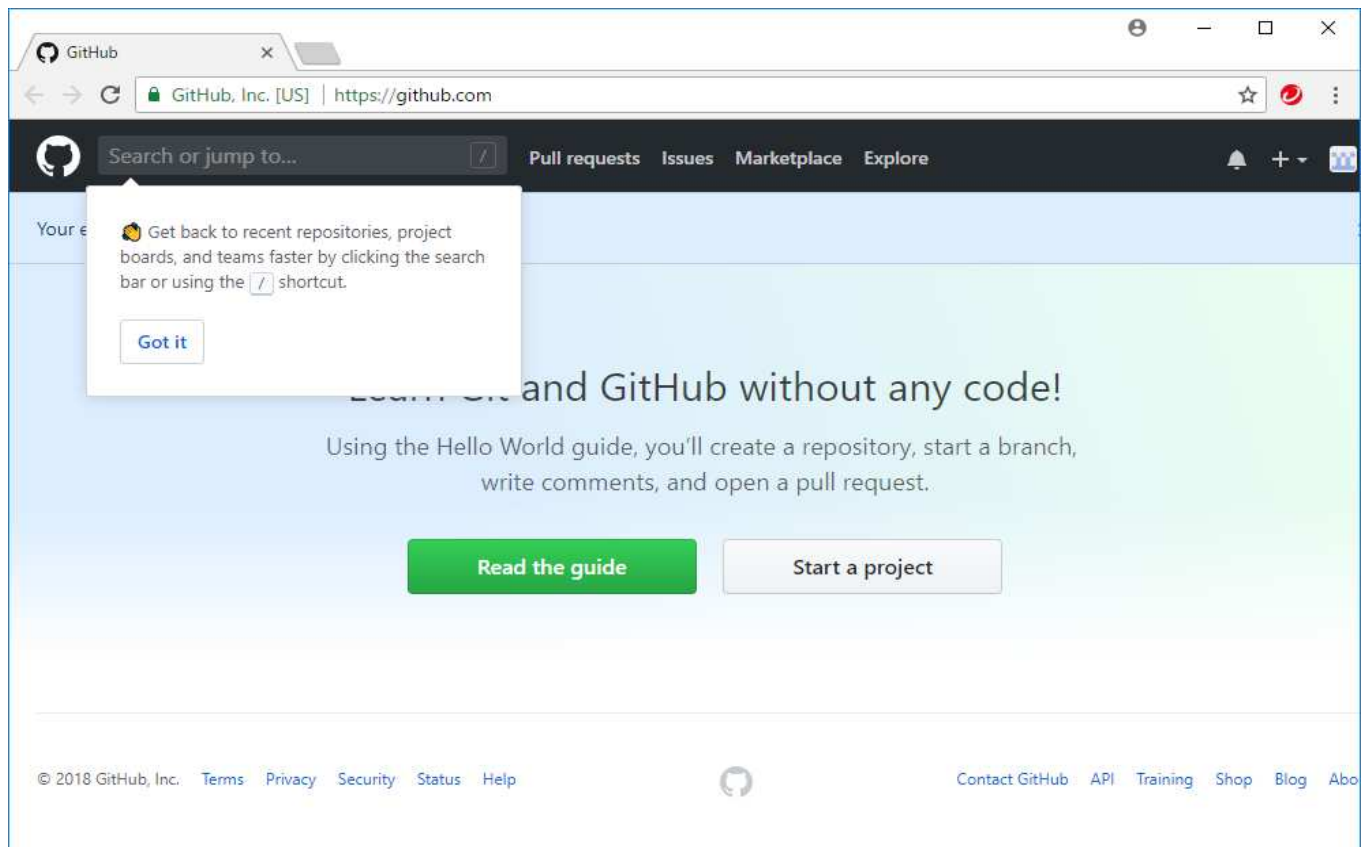 GitHub
GitHub, Inc. [US] | https://github.com
Search or jump to... / Pull requests Issues Marketplace Explore
Your e
Get back to recent repositories, project
boards, and teams faster by clicking the search
bar or using the / shortcut.
Got it
Learn Git and GitHub without any code!
Using the Hello World guide, you'll create a repository, start a branch,
write comments, and open a pull request.
Read the guide Start a project
© 2018 GitHub, Inc. Terms Privacy Security Status Help Contact GitHub API Training Shop Blog Abo